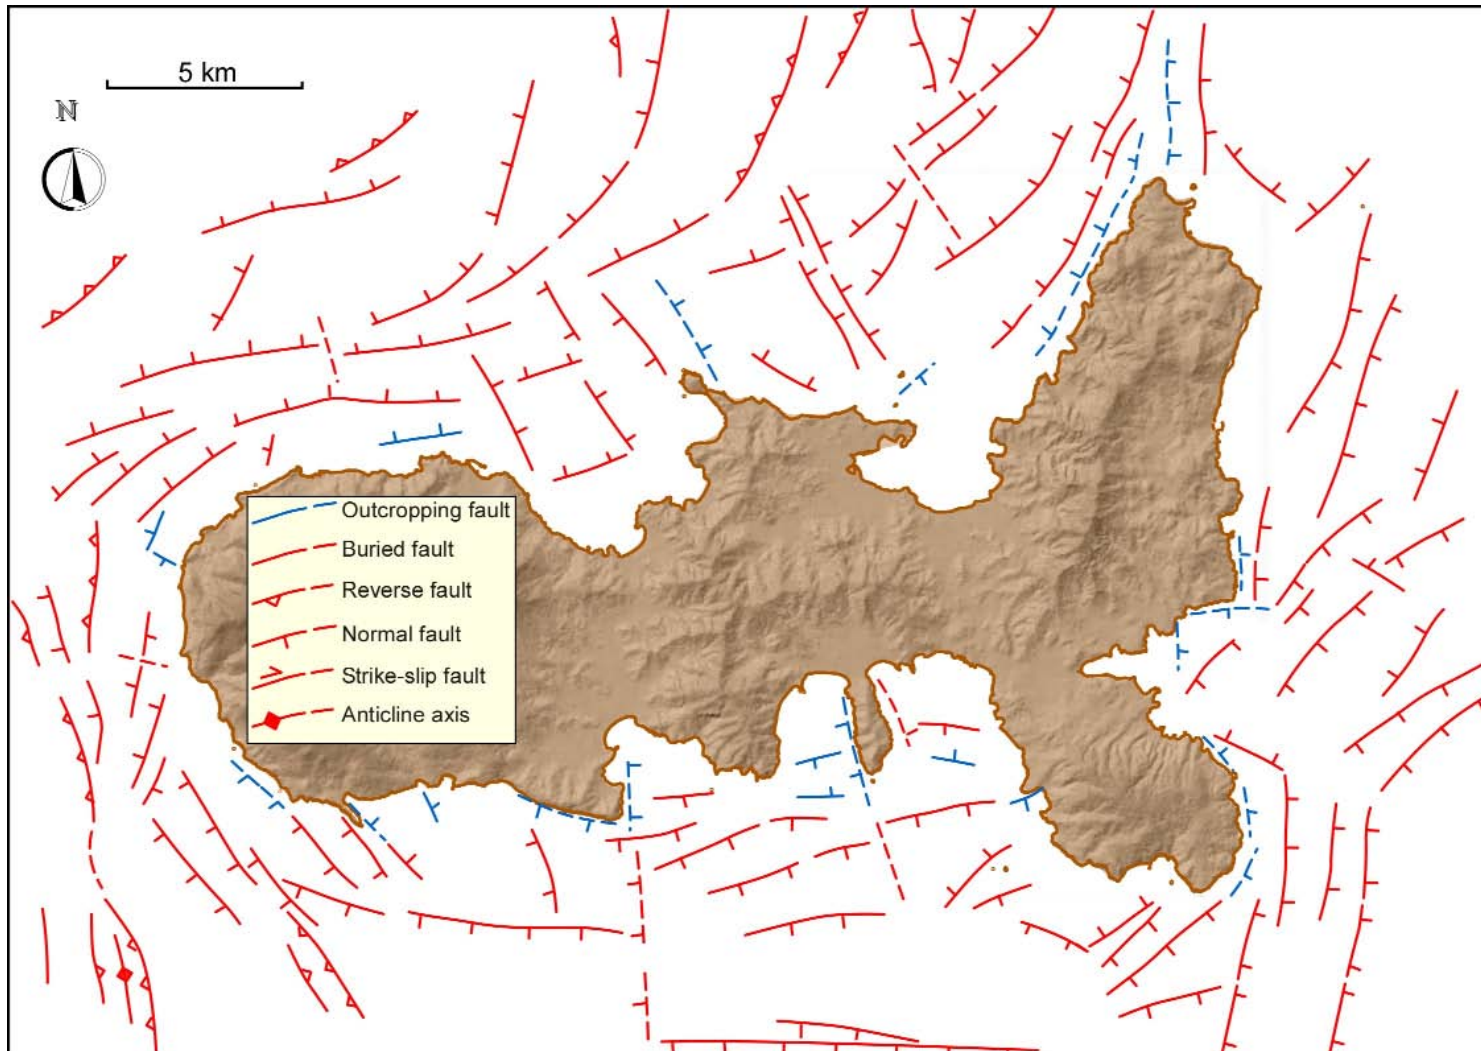 5 km
N
Outcropping fault
Buried fault
Reverse fault
Normal fault
Strike-slip fault
Anticline axis